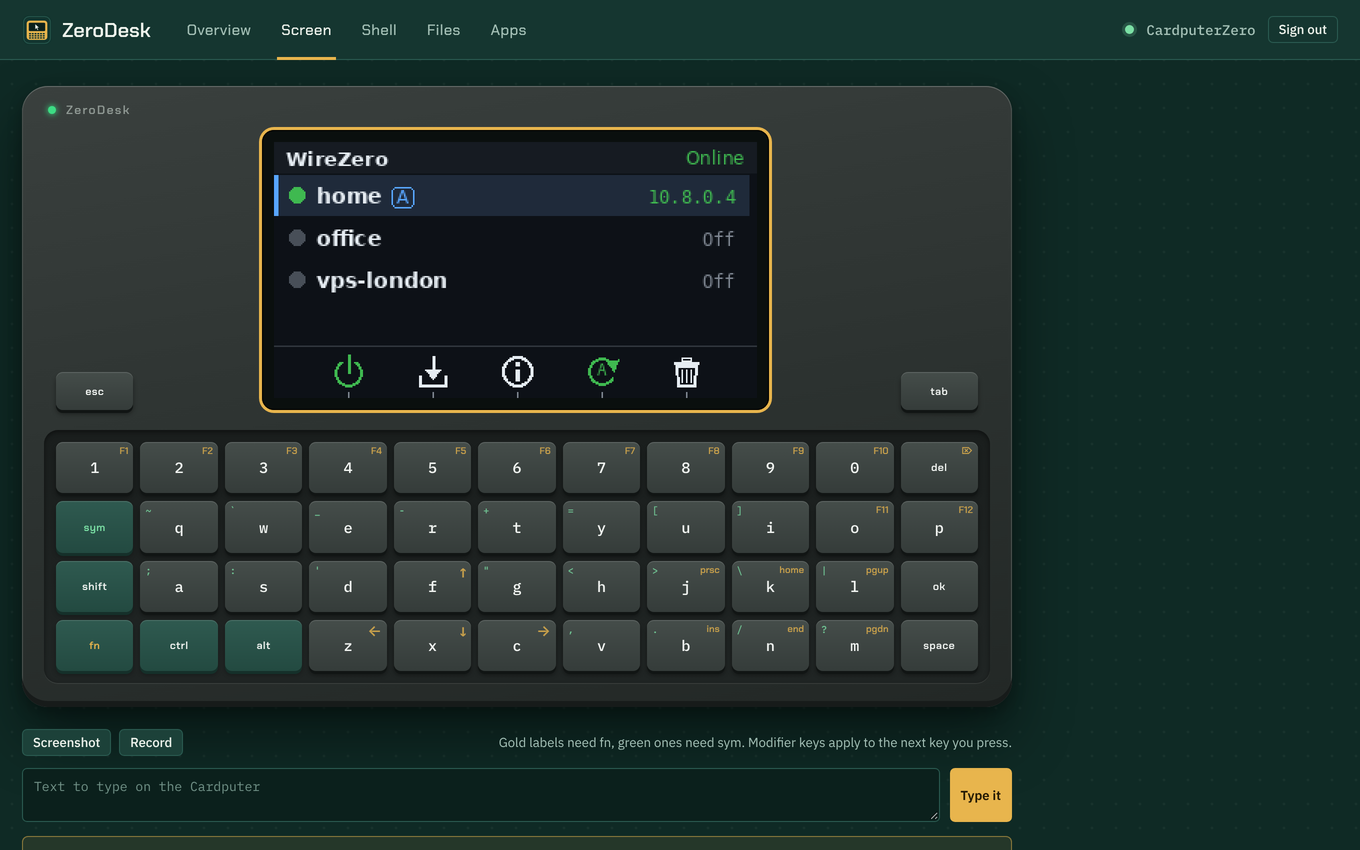 ZeroDesk Overview Screen Shell Files Apps CardputerZero Sign out
ZeroDesk
WireZero Online
home A 10.8.0.4
office Off
vps-london Off
A
esc tab
1 F1 2 F2 3 F3 4 F4 5 F5 6 F6 7 F7 8 F8 9 F9 0 F10 del
sym ~ q ` w _ e - r + t = y [ u ] i o F11 p F12
shift ; a : s ' d f ↑ " g < h > j prsc \ k home | l pgup ok
fn ctrl alt z ← x ↓ c → , v . b ins / n end ? m pgdn space
Screenshot Record Gold labels need fn, green ones need sym. Modifier keys apply to the next key you press.
Text to type on the Cardputer Type it